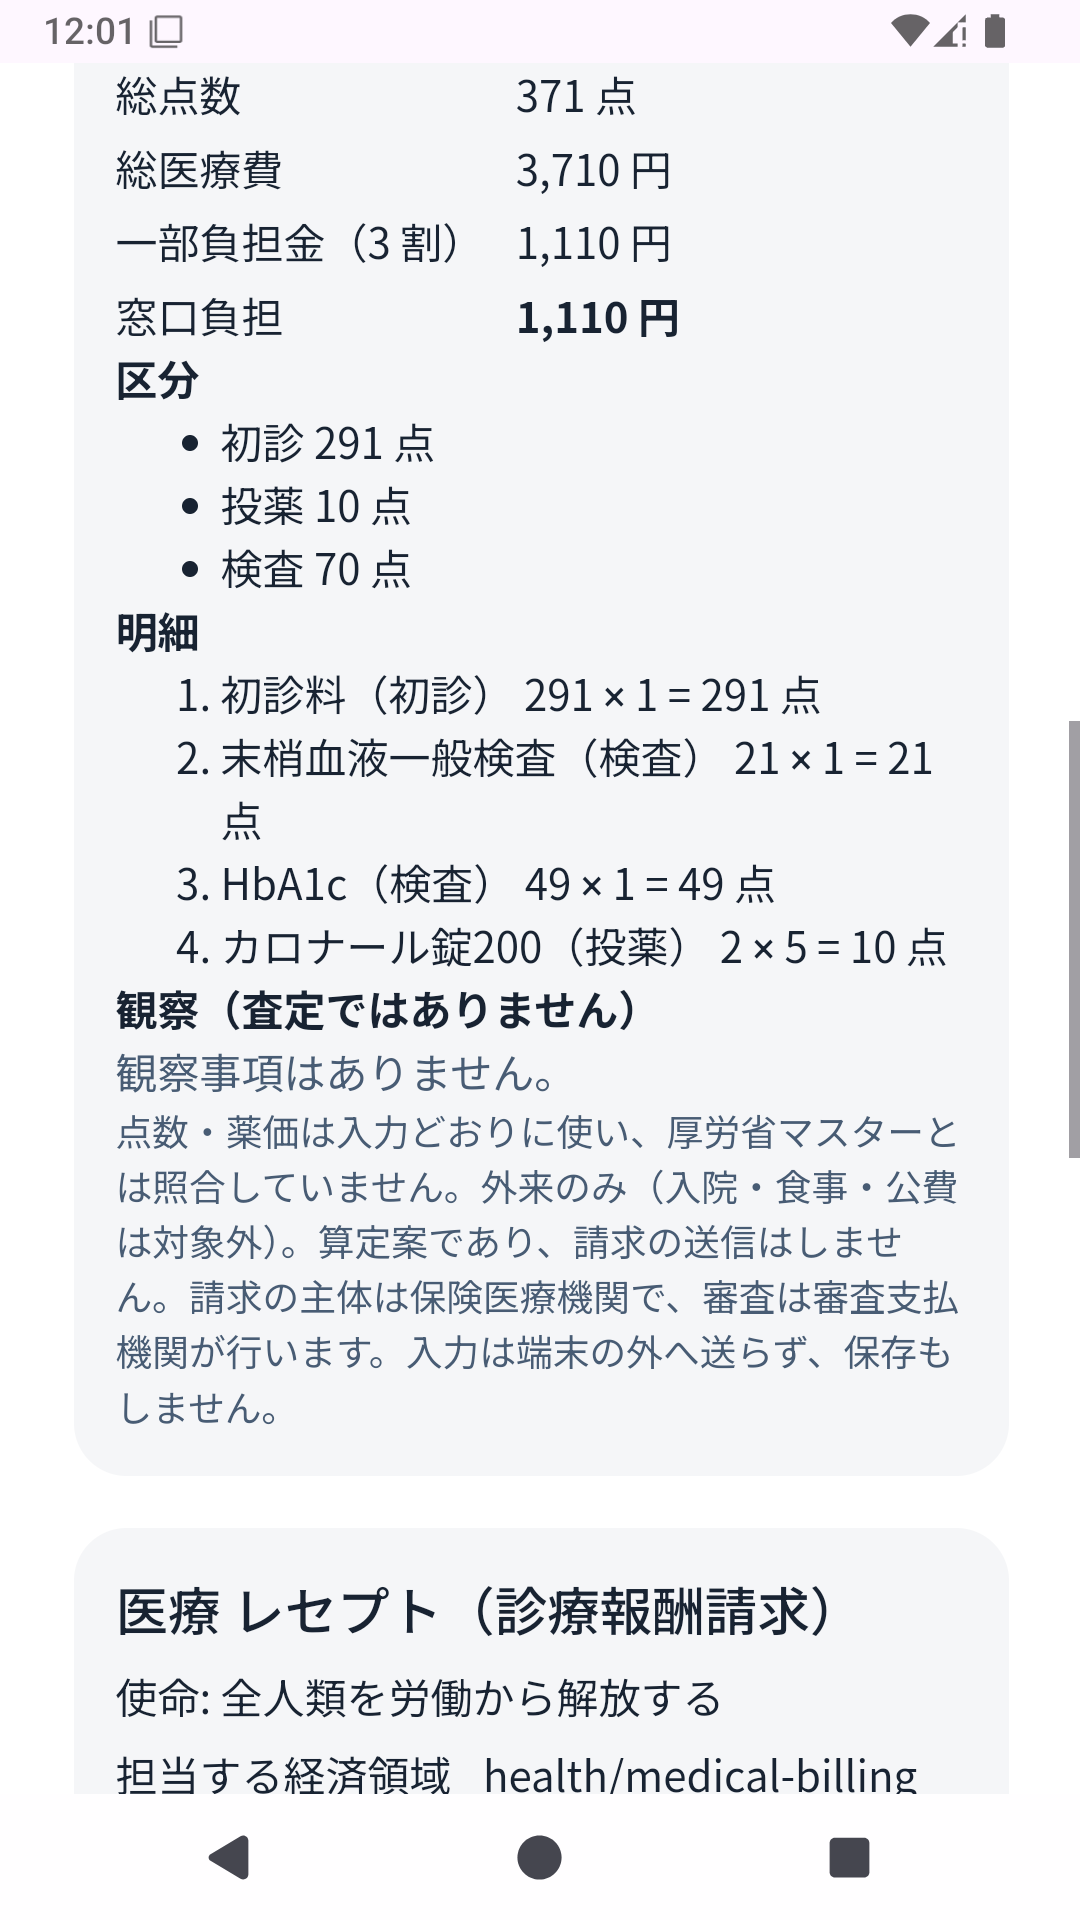 12:01
総点数 371 点
総医療費 3,710 円
一部負担金（3 割） 1,110 円
窓口負担 1,110 円
区分
• 初診 291 点
• 投薬 10 点
• 検査 70 点
明細
1. 初診料（初診） 291 × 1 = 291 点
2. 末梢血液一般検査（検査） 21 × 1 = 21
点
3. HbA1c（検査） 49 × 1 = 49 点
4. カロナール錠200（投薬） 2 × 5 = 10 点
観察（査定ではありません）
観察事項はありません。
点数・薬価は入力どおりに使い、厚労省マスターと
は照合していません。外来のみ（入院・食事・公費
は対象外）。算定案であり、請求の送信はしませ
ん。請求の主体は保険医療機関で、審査は審査支払
機関が行います。入力は端末の外へ送らず、保存も
しません。
医療 レセプト（診療報酬請求）
使命: 全人類を労働から解放する
担当する経済領域 health/medical-billing